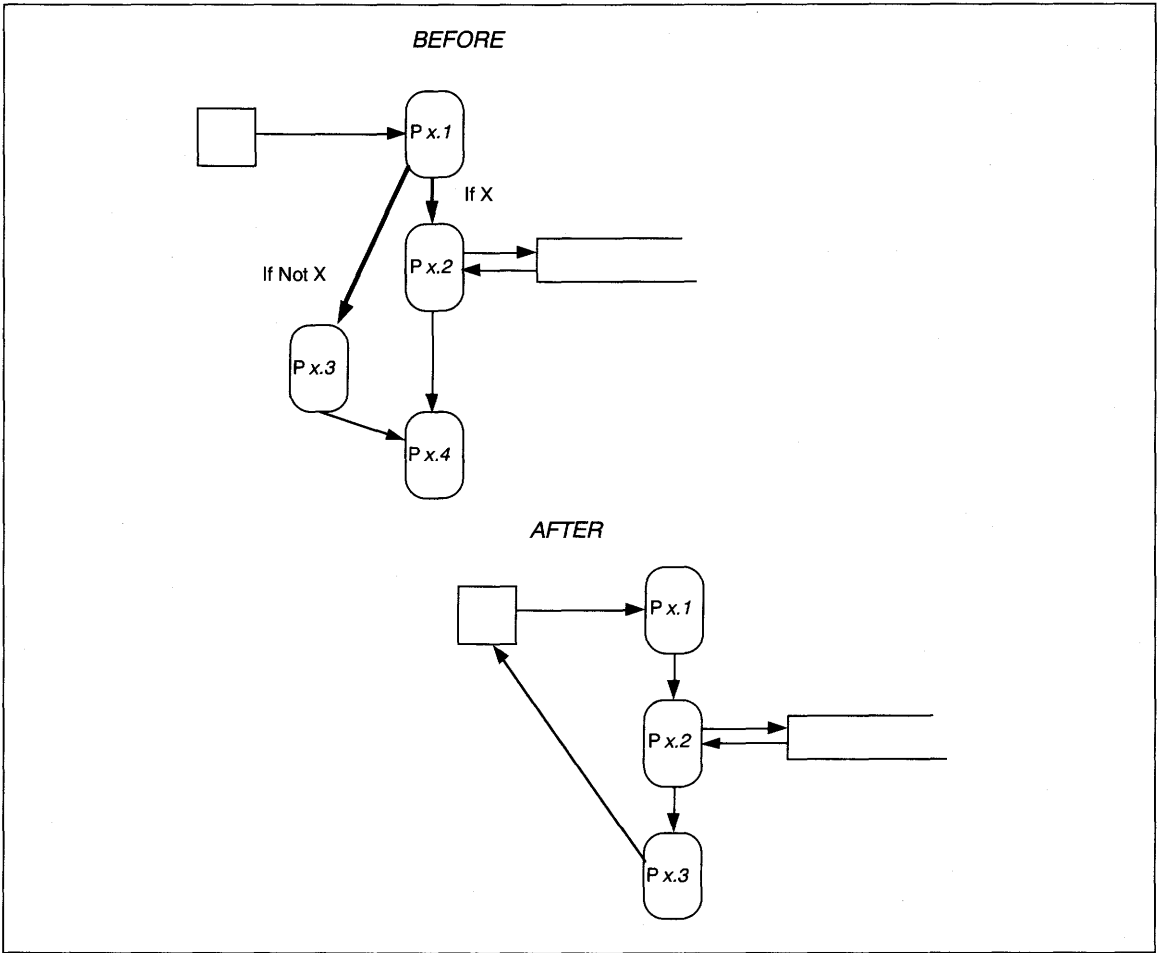 BEFORE
P x.1
If X
P x.2
If Not X
P x.3
P x.4
AFTER
P x.1
P x.2
P x.3